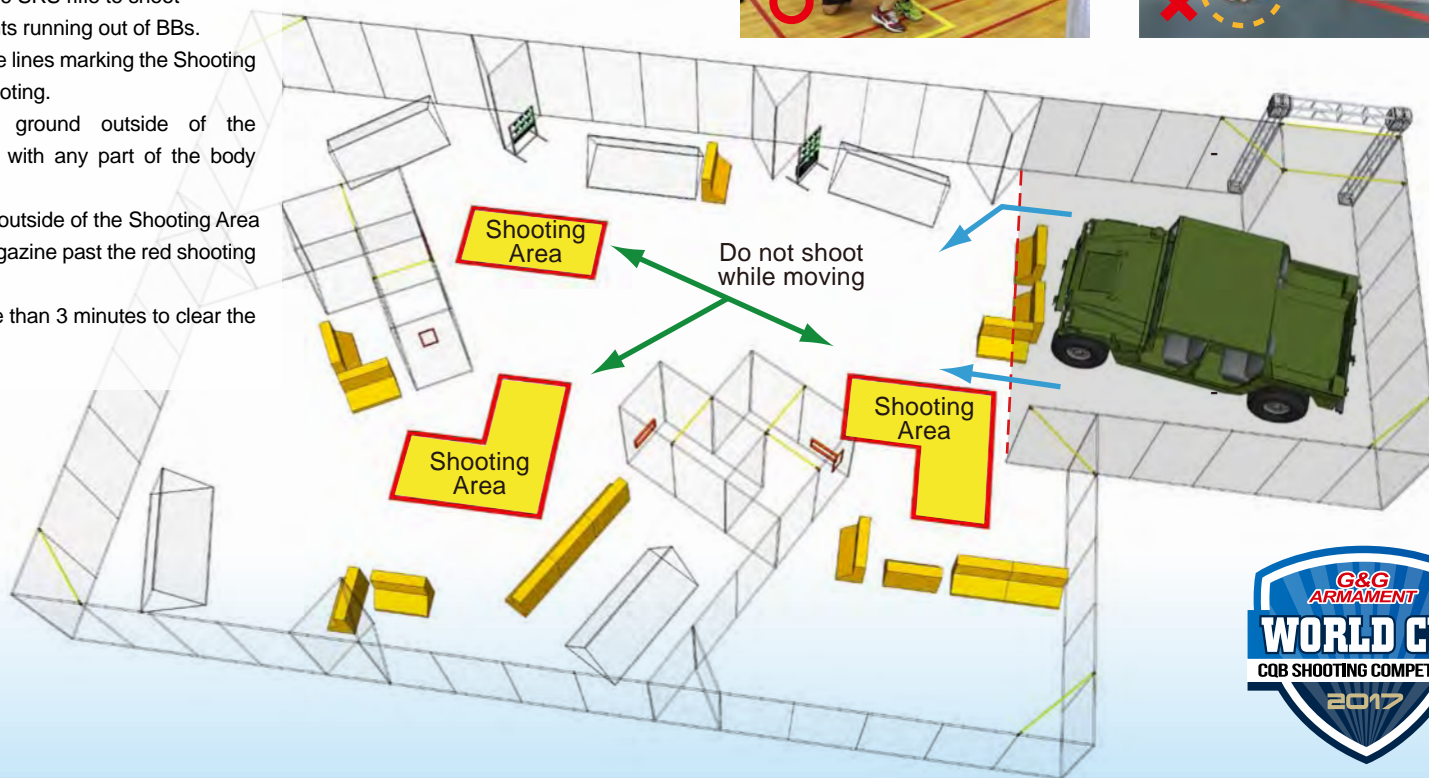 its running out of BBs.
e lines marking the Shooting
oting.
ground outside of the
with any part of the body
outside of the Shooting Area
gazine past the red shooting
e than 3 minutes to clear the
Shooting
Area
Do not shoot
while moving
Shooting
Area
Shooting
Area
G&G
ARMAMENT
WORLD C
CQB SHOOTING COMPET
2017